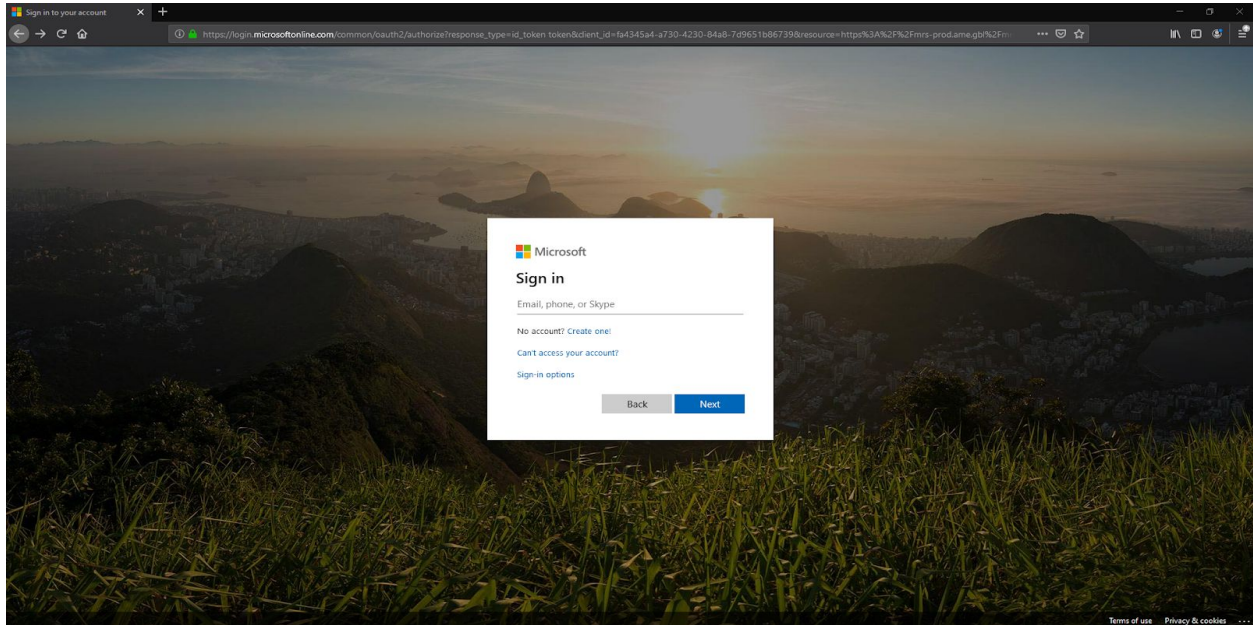 Sign in to your account
https://login.microsoftonline.com/common/oauth2/authorize?response_type=id_token token&client_id=fa4345a4-a730-4230-84a8-7d9651b86739&resource=https%3A%2F%2Fmrs-prod.ame.gbl%2Fm
Microsoft
Sign in
Email, phone, or Skype
No account? Create one!
Can't access your account?
Sign-in options
Back Next
Terms of use Privacy & cookies ...